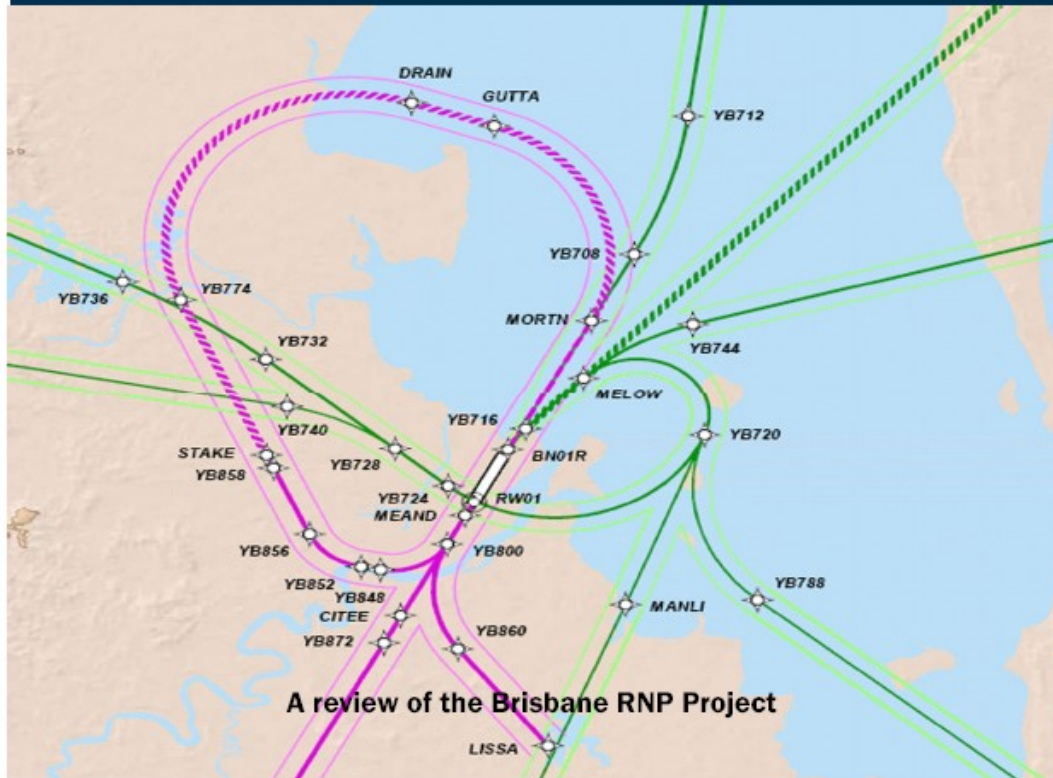 DRAIN
GUTTA
YB712
YB708
YB736
YB774
MORTN
YB732
YB744
MELOW
YB740
YB716
YB720
STAKE
YB728
BN01R
YB858
YB724
RW01
MEAND
YB856
YB800
YB852
YB848
YB788
CITEE
MANLI
YB872
YB860
A review of the Brisbane RNP Project
LISSA